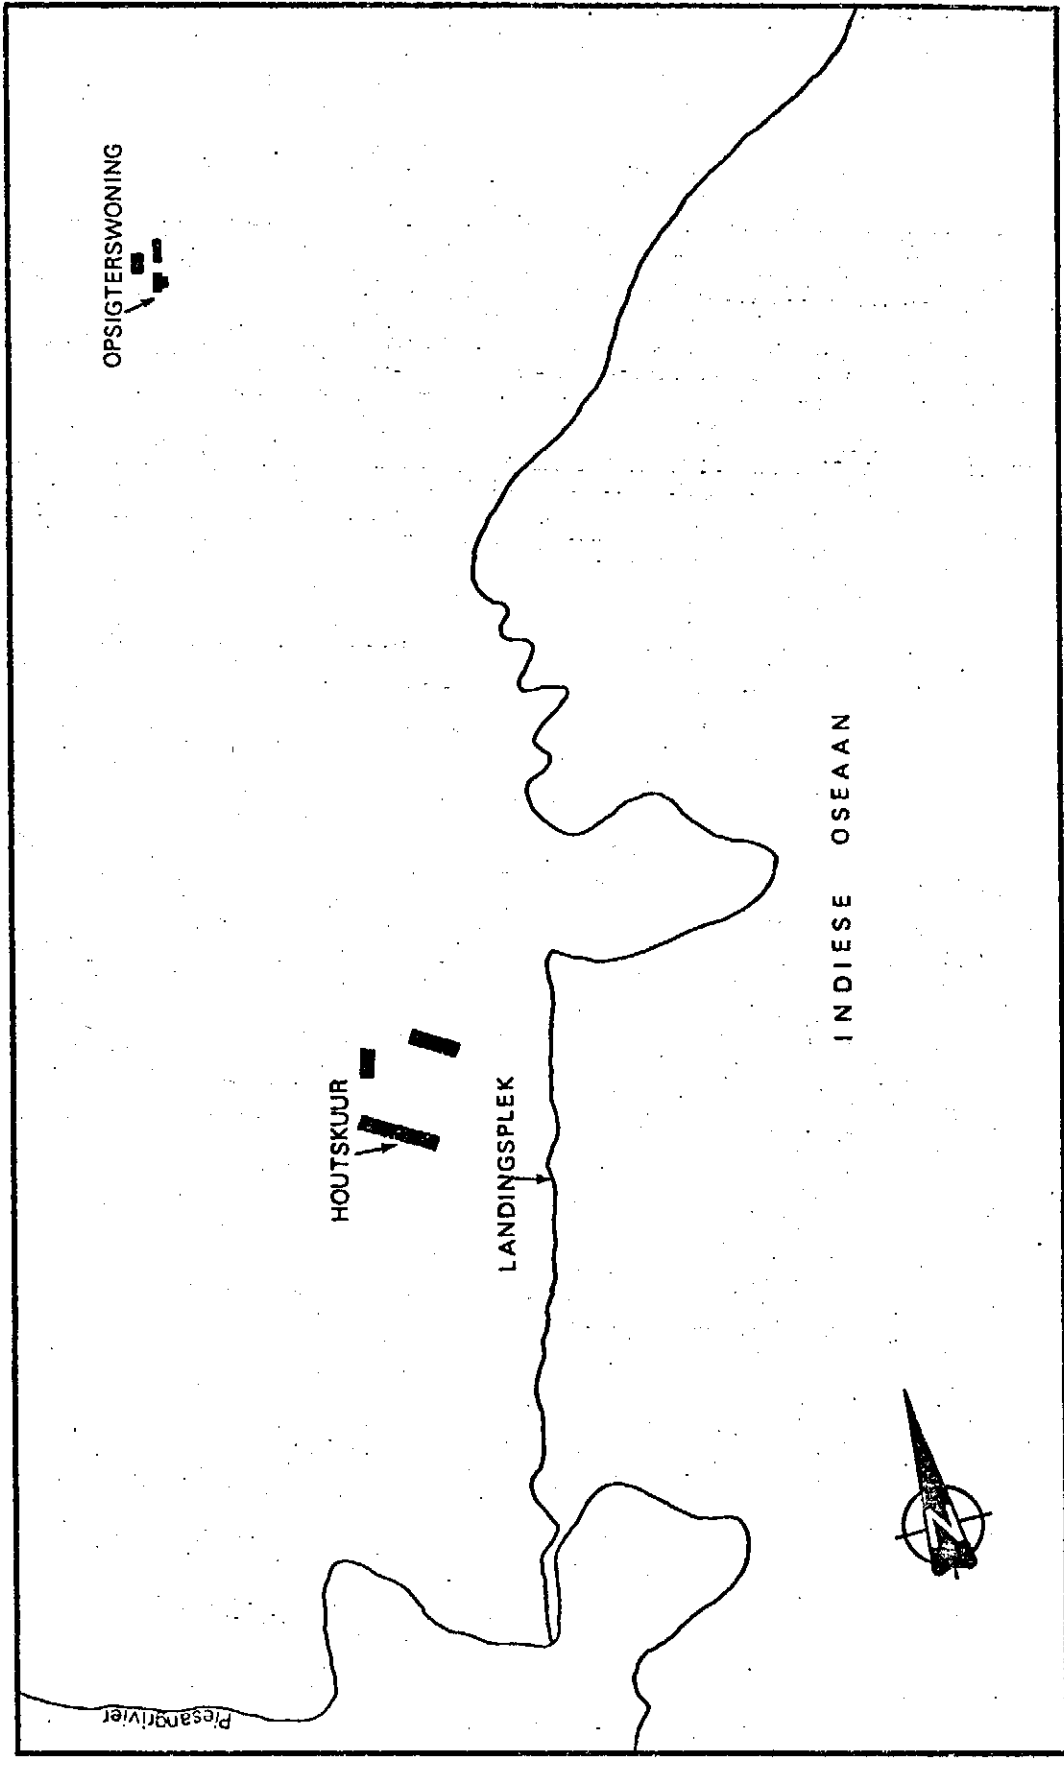 OPSIGTERSWONING
HOUTSKUUR
LANDINGSPLEK
INDIESE OSEAAN
Piesangrivier
N